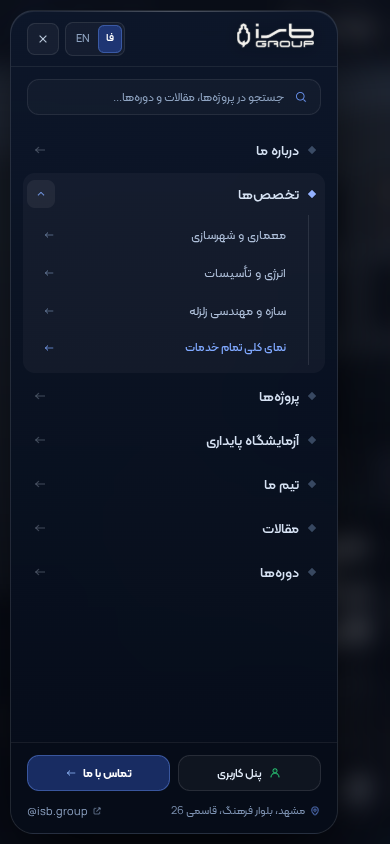 isb GROUP
فا
EN
جستجو در پروژه‌ها، مقالات و دوره‌ها...
درباره ما
تخصص‌ها
معماری و شهرسازی
انرژی و تأسیسات
سازه و مهندسی زلزله
نمای کلی تمام خدمات
پروژه‌ها
آزمایشگاه پایداری
تیم ما
مقالات
دوره‌ها
پنل کاربری
تماس با ما
مشهد، بلوار فرهنگ، قاسمی 26
@isb.group